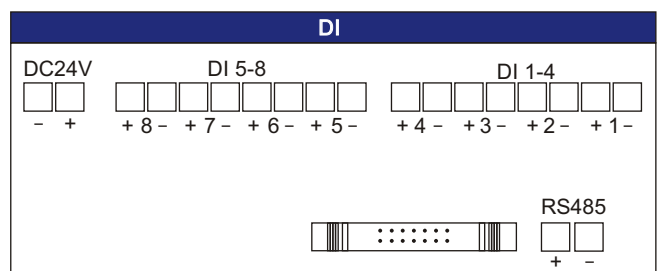 DI
DC24V DI 5-8 DI 1-4
− + + 8 − + 7 − + 6 − + 5 − + 4 − + 3 − + 2 − + 1 −
RS485
+ −